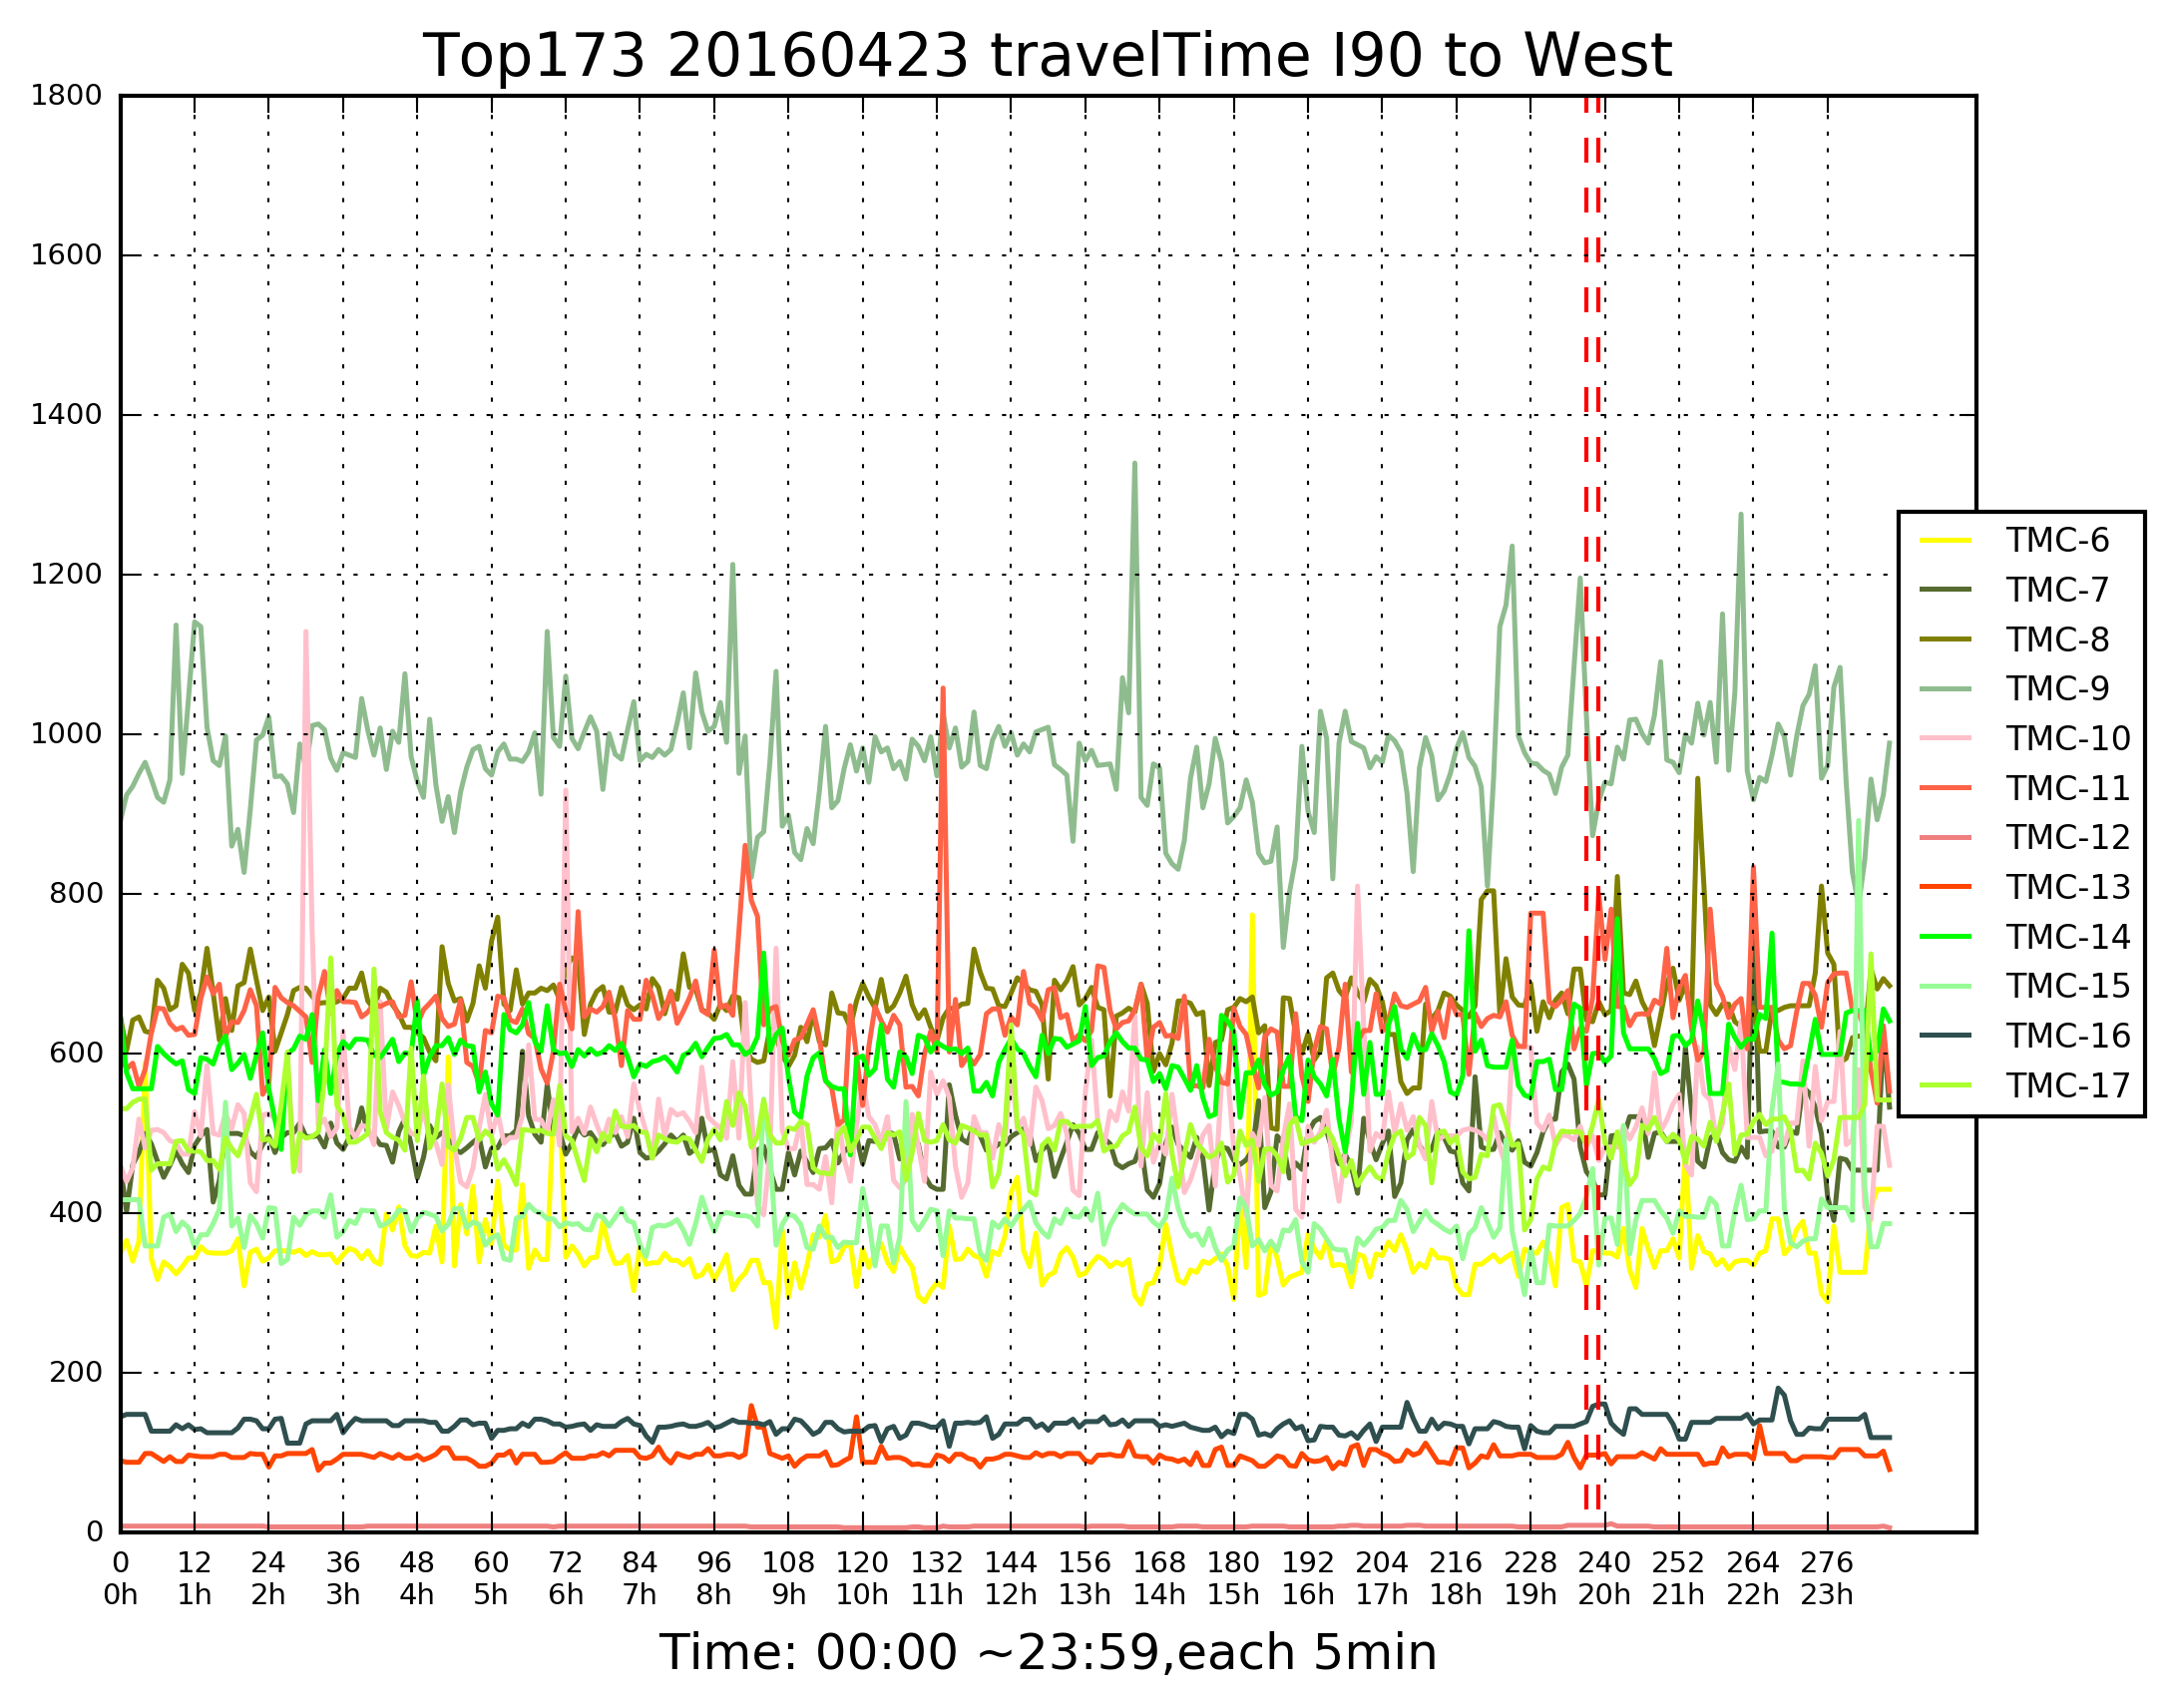 Top173 20160423 travelTime I90 to West
1800
1600
1400
1200
1000
800
600
400
200
0
TMC-6
TMC-7
TMC-8
TMC-9
TMC-10
TMC-11
TMC-12
TMC-13
TMC-14
TMC-15
TMC-16
TMC-17
0 12 24 36 48 60 72 84 96 108 120 132 144 156 168 180 192 204 216 228 240 252 264 276
0h 1h 2h 3h 4h 5h 6h 7h 8h 9h 10h 11h 12h 13h 14h 15h 16h 17h 18h 19h 20h 21h 22h 23h
Time: 00:00 ~23:59,each 5min